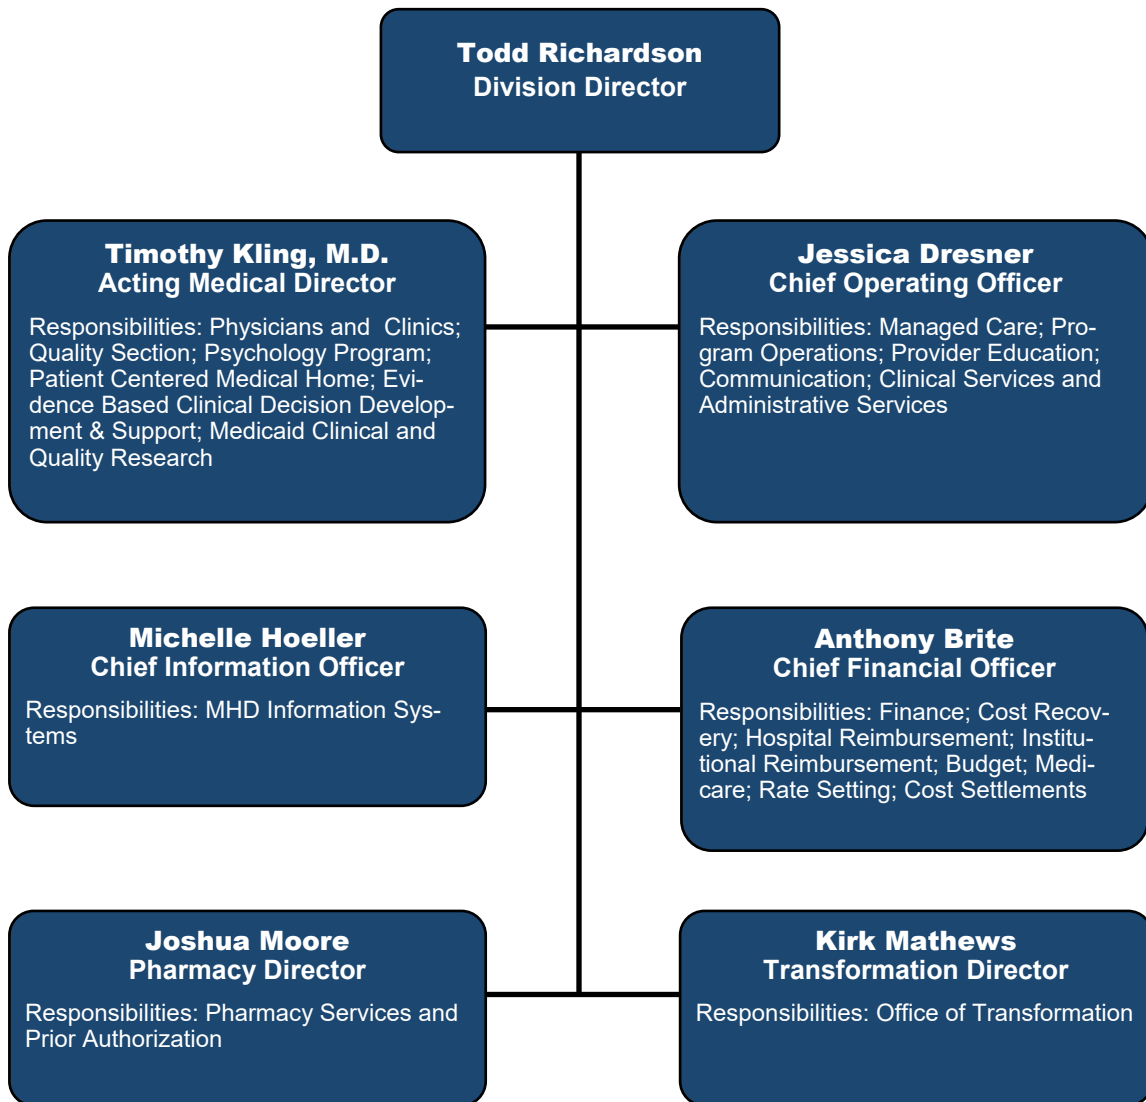 Todd Richardson
Division Director
Timothy Kling, M.D.
Acting Medical Director
Responsibilities: Physicians and  Clinics;
Quality Section; Psychology Program;
Patient Centered Medical Home; Evi-
dence Based Clinical Decision Develop-
ment & Support; Medicaid Clinical and
Quality Research
Jessica Dresner
Chief Operating Officer
Responsibilities: Managed Care; Pro-
gram Operations; Provider Education;
Communication; Clinical Services and
Administrative Services
Michelle Hoeller
Chief Information Officer
Responsibilities: MHD Information Sys-
tems
Anthony Brite
Chief Financial Officer
Responsibilities: Finance; Cost Recov-
ery; Hospital Reimbursement; Institu-
tional Reimbursement; Budget; Medi-
care; Rate Setting; Cost Settlements
Joshua Moore
Pharmacy Director
Responsibilities: Pharmacy Services and
Prior Authorization
Kirk Mathews
Transformation Director
Responsibilities: Office of Transformation